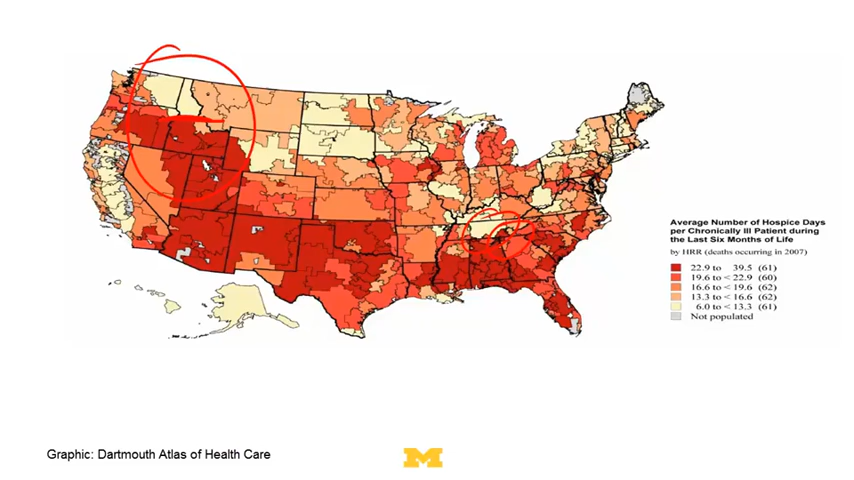 Average Number of Hospice Days
per Chronically Ill Patient during
the Last Six Months of Life
by HRR (deaths occurring in 2007)
22.9 to 39.5 (61)
19.6 to < 22.9 (60)
16.6 to < 19.6 (62)
13.3 to < 16.6 (62)
6.0 to < 13.3 (61)
Not populated
Graphic: Dartmouth Atlas of Health Care
M